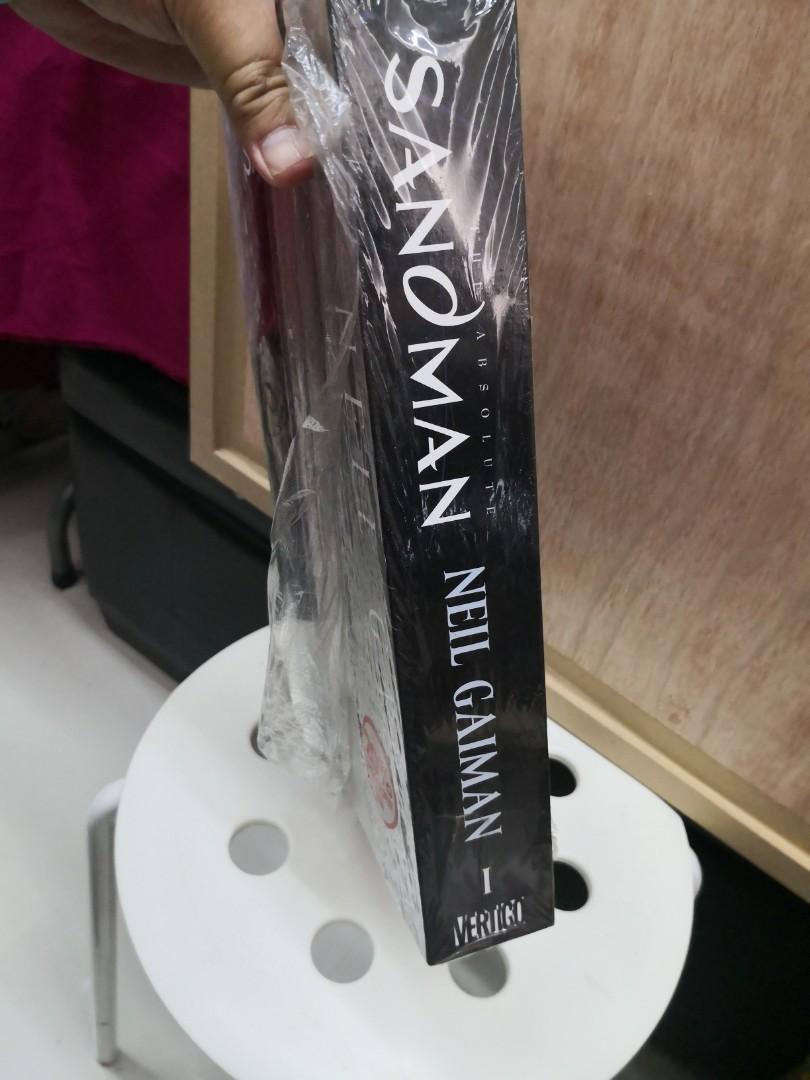 THE ABSOLUTE
SANDMAN
NEIL GAIMAN
I
VERTIGO